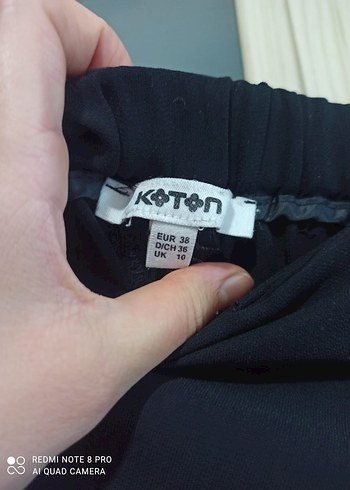 KOTON
EUR 38
D/CH 36
UK 10
REDMI NOTE 8 PRO
AI QUAD CAMERA